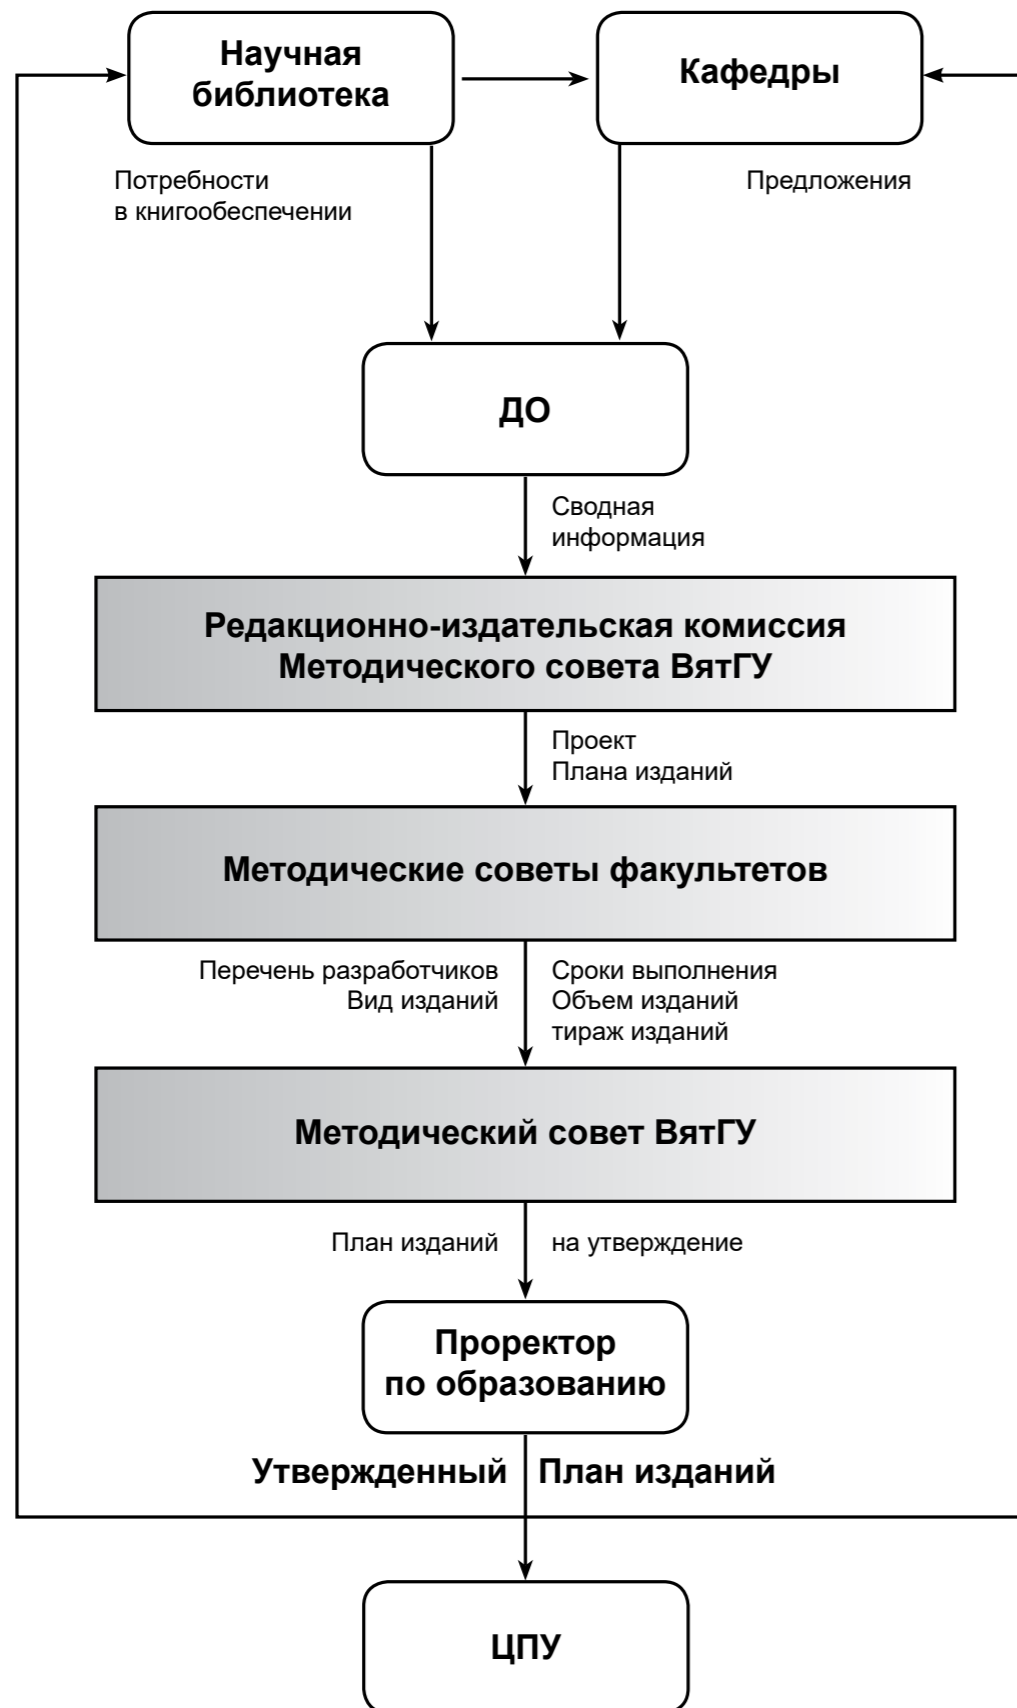 Научная
библиотека
Кафедры
Потребности
в книгообеспечении
Предложения
ДО
Сводная
информация
Редакционно-издательская комиссия
Методического совета ВятГУ
Проект
Плана изданий
Методические советы факультетов
Перечень разработчиков
Вид изданий
Сроки выполнения
Объем изданий
тираж изданий
Методический совет ВятГУ
План изданий
на утверждение
Проректор
по образованию
Утвержденный
План изданий
ЦПУ